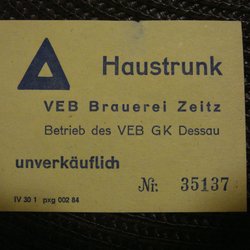 Haustrunk
VEB Brauerei Zeitz
Betrieb des VEB GK Dessau
unverkäuflich
Nr. 35137
IV 30 1 pxg 002 84